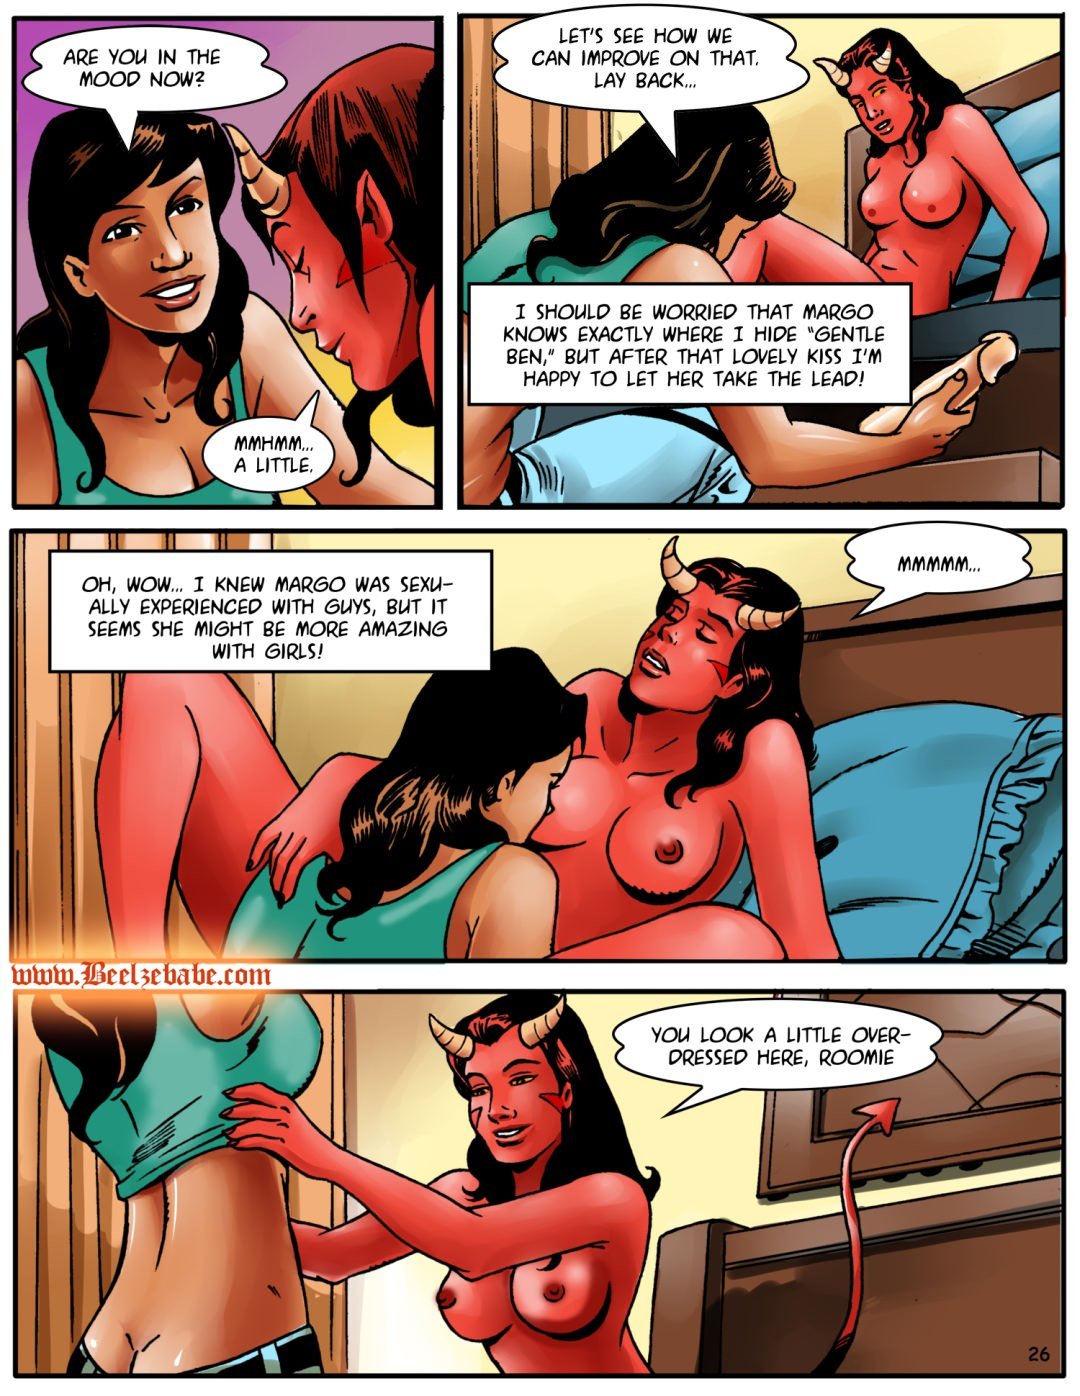 ARE YOU IN THE
MOOD NOW?
MMHMM...
A LITTLE.
LET'S SEE HOW WE
CAN IMPROVE ON THAT.
LAY BACK...
I SHOULD BE WORRIED THAT MARGO
KNOWS EXACTLY WHERE I HIDE "GENTLE
BEN," BUT AFTER THAT LOVELY KISS I'M
HAPPY TO LET HER TAKE THE LEAD!
OH, WOW... I KNEW MARGO WAS SEXU-
ALLY EXPERIENCED WITH GUYS, BUT IT
SEEMS SHE MIGHT BE MORE AMAZING
WITH GIRLS!
MMMMM...
www.Beelzebabe.com
YOU LOOK A LITTLE OVER-
DRESSED HERE, ROOMIE
26